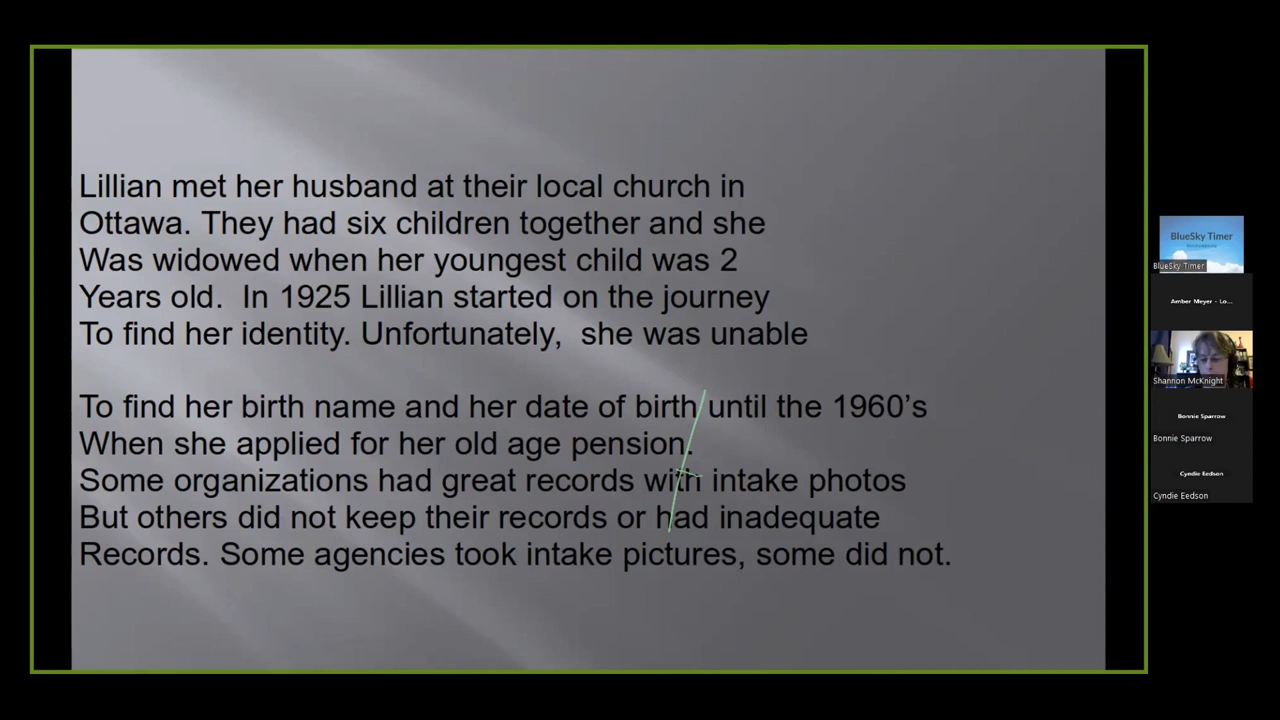 Lillian met her husband at their local church in
Ottawa. They had six children together and she
Was widowed when her youngest child was 2
Years old.  In 1925 Lillian started on the journey
To find her identity. Unfortunately,  she was unable
To find her birth name and her date of birth until the 1960’s
When she applied for her old age pension.
Some organizations had great records with intake photos
But others did not keep their records or had inadequate
Records. Some agencies took intake pictures, some did not.
BlueSky Timer
BlueSky Timer
Amber Meyer - Lo...
Shannon McKnight
Bonnie Sparrow
Bonnie Sparrow
Cyndie Eedson
Cyndie Eedson